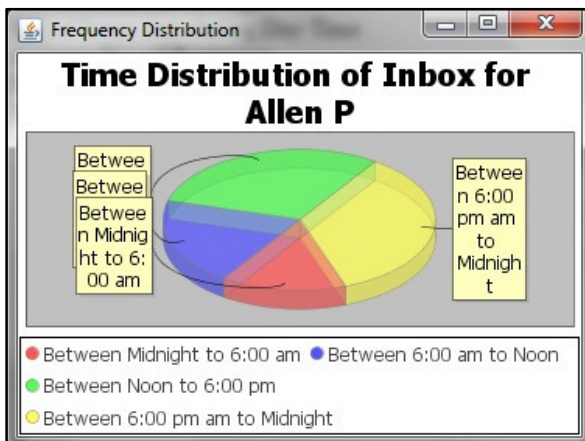 Frequency Distribution
Time Distribution of Inbox for
Allen P
Betwee
Betwee
Betwee
n Midnig
ht to 6:
00 am
Betwee
n 6:00
pm am
to
Midnigh
t
Between Midnight to 6:00 am Between 6:00 am to Noon
Between Noon to 6:00 pm
Between 6:00 pm am to Midnight